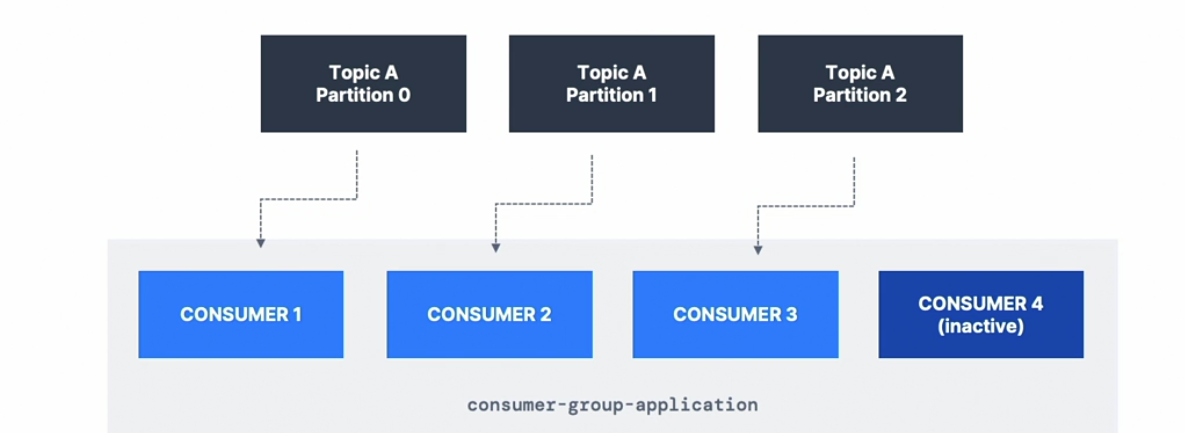 Topic A
Partition 0
Topic A
Partition 1
Topic A
Partition 2
CONSUMER 1
CONSUMER 2
CONSUMER 3
CONSUMER 4
(inactive)
consumer-group-application